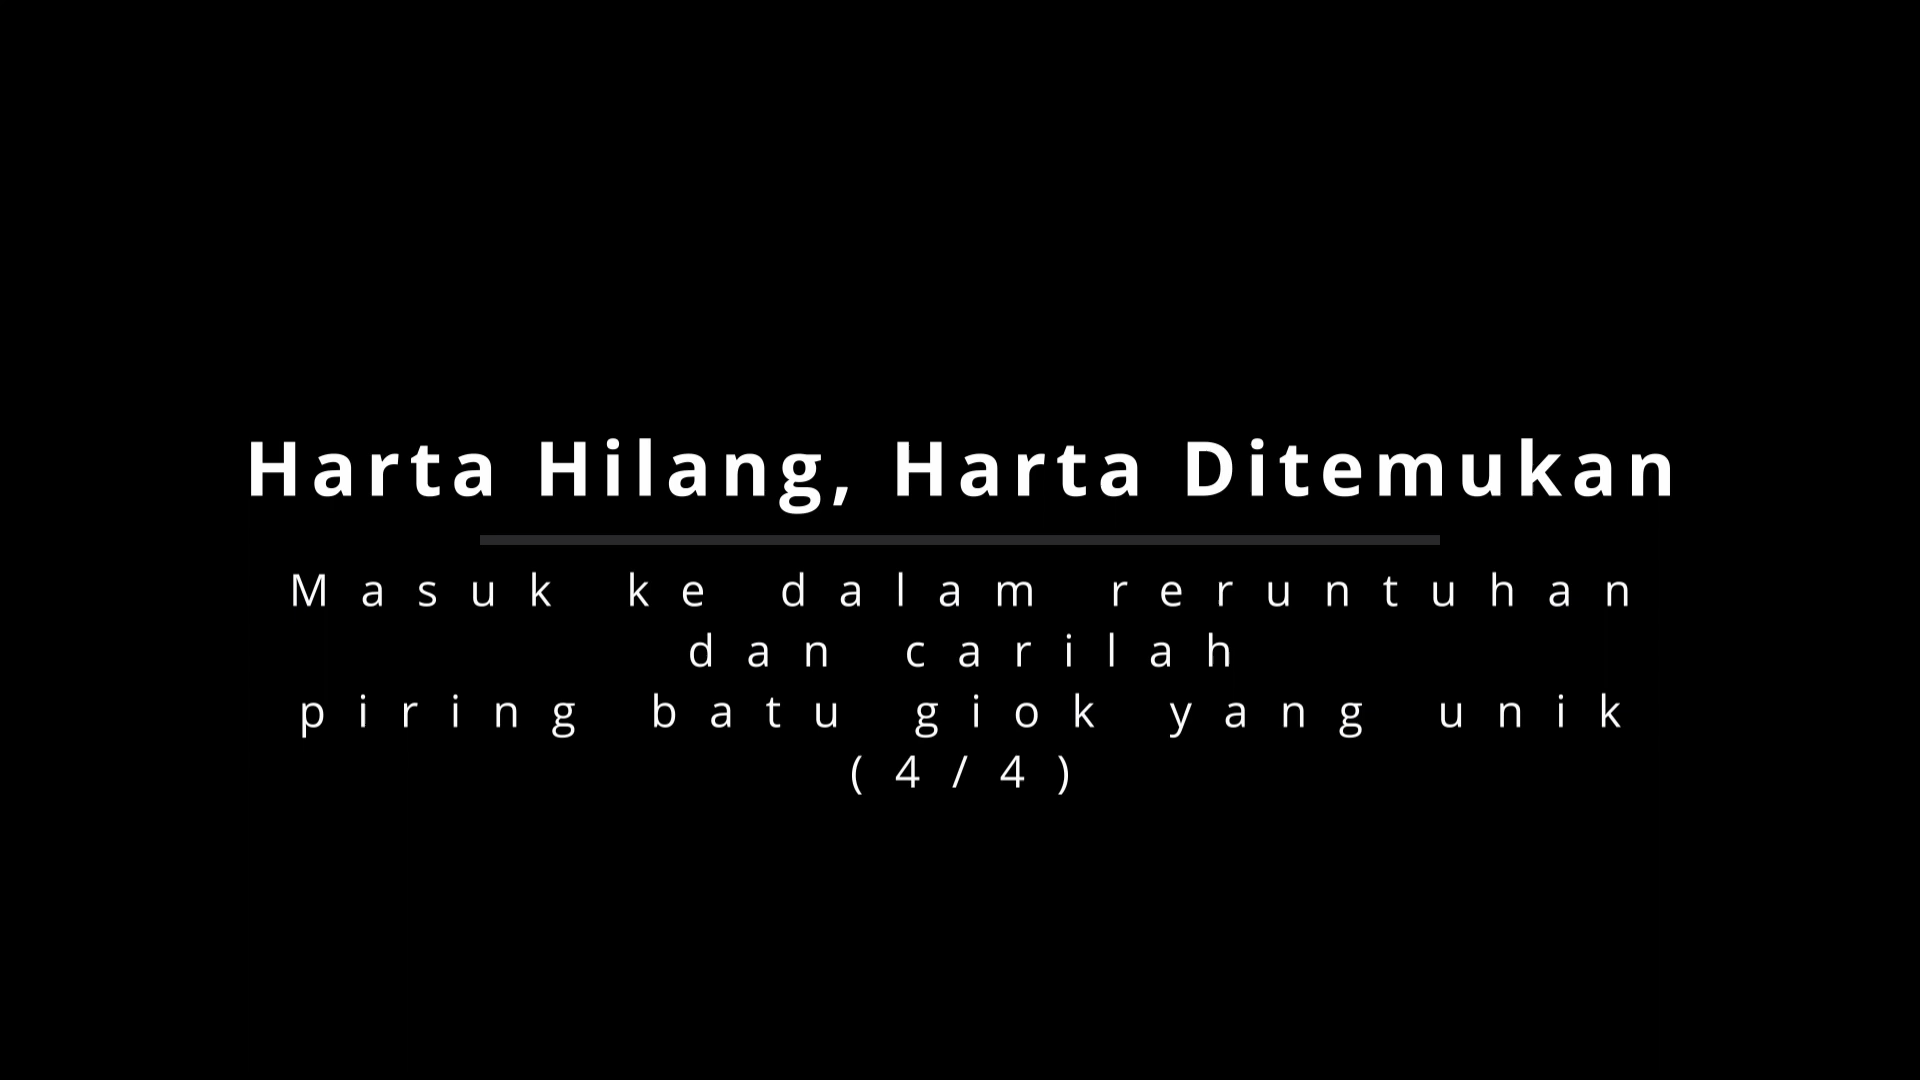 Harta Hilang, Harta Ditemukan
Masuk ke dalam reruntuhan
dan carilah
piring batu giok yang unik
(4/4)